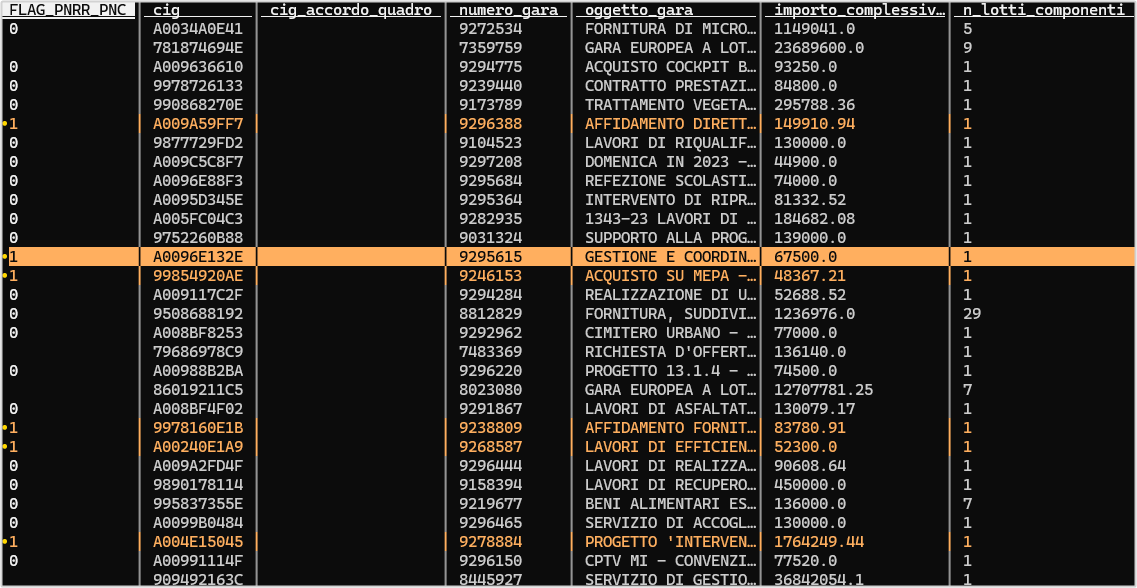 FLAG_PNRR_PNC cig cig_accordo_quadro numero_gara oggetto_gara importo_complessiv… n_lotti_componenti
0 A0034A0E41 9272534 FORNITURA DI MICRO… 1149041.0 5
781874694E 7359759 GARA EUROPEA A LOT… 23689600.0 9
0 A009636610 9294775 ACQUISTO COCKPIT B… 93250.0 1
0 9978726133 9239440 CONTRATTO PRESTAZI… 84800.0 1
0 990868270E 9173789 TRATTAMENTO VEGETA… 295788.36 1
•1 A009A59FF7 9296388 AFFIDAMENTO DIRETT… 149910.94 1
0 9877729FD2 9104523 LAVORI DI RIQUALIF… 130000.0 1
0 A009C5C8F7 9297208 DOMENICA IN 2023 –… 44900.0 1
0 A0096E88F3 9295684 REFEZIONE SCOLASTI… 74000.0 1
0 A0095D345E 9295364 INTERVENTO DI RIPR… 81332.52 1
0 A005FC04C3 9282935 1343-23 LAVORI DI … 184682.08 1
0 9752260B88 9031324 SUPPORTO ALLA PROG… 139000.0 1
•1 A0096E132E 9295615 GESTIONE E COORDIN… 67500.0 1
•1 99854920AE 9246153 ACQUISTO SU MEPA –… 48367.21 1
0 A009117C2F 9294284 REALIZZAZIONE DI U… 52688.52 1
0 9508688192 8812829 FORNITURA, SUDDIVI… 1236976.0 29
0 A008BF8253 9292962 CIMITERO URBANO – … 77000.0 1
79686978C9 7483369 RICHIESTA D'OFFERT… 136140.0 1
0 A00988B2BA 9296220 PROGETTO 13.1.4 – … 74500.0 1
86019211C5 8023080 GARA EUROPEA A LOT… 12707781.25 7
0 A008BF4F02 9291867 LAVORI DI ASFALTAT… 130079.17 1
•1 9978160E1B 9238809 AFFIDAMENTO FORNIT… 83780.91 1
•1 A00240E1A9 9268587 LAVORI DI EFFICIEN… 52300.0 1
0 A009A2FD4F 9296444 LAVORI DI REALIZZA… 90608.64 1
0 9890178114 9158394 LAVORI DI RECUPERO… 450000.0 1
0 995837355E 9219677 BENI ALIMENTARI ES… 136000.0 7
0 A0099B0484 9296465 SERVIZIO DI ACCOGL… 130000.0 1
•1 A004E15045 9278884 PROGETTO 'INTERVEN… 1764249.44 1
0 A00991114F 9296150 CPTV MI – CONVENZI… 77520.0 1
909492163C 8445927 SERVIZIO DI GESTIO… 36842054.1 1